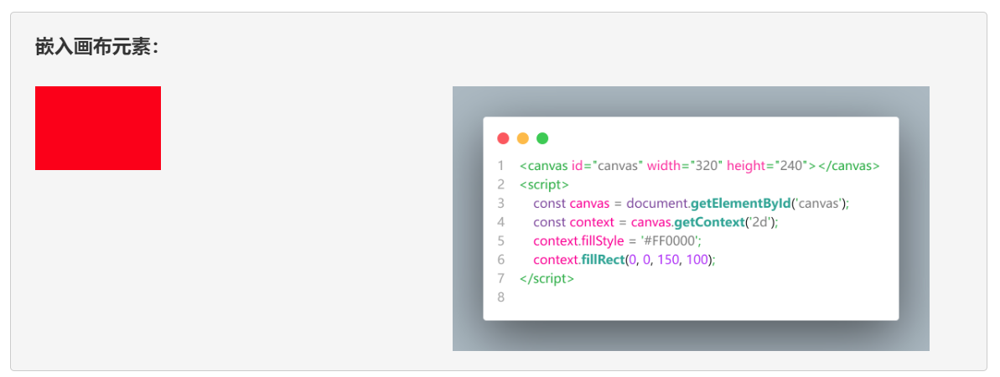 嵌入画布元素：
1 <canvas id="canvas" width="320" height="240"></canvas>
2 <script>
3 const canvas = document.getElementById('canvas');
4 const context = canvas.getContext('2d');
5 context.fillStyle = '#FF0000';
6 context.fillRect(0, 0, 150, 100);
7 </script>
8